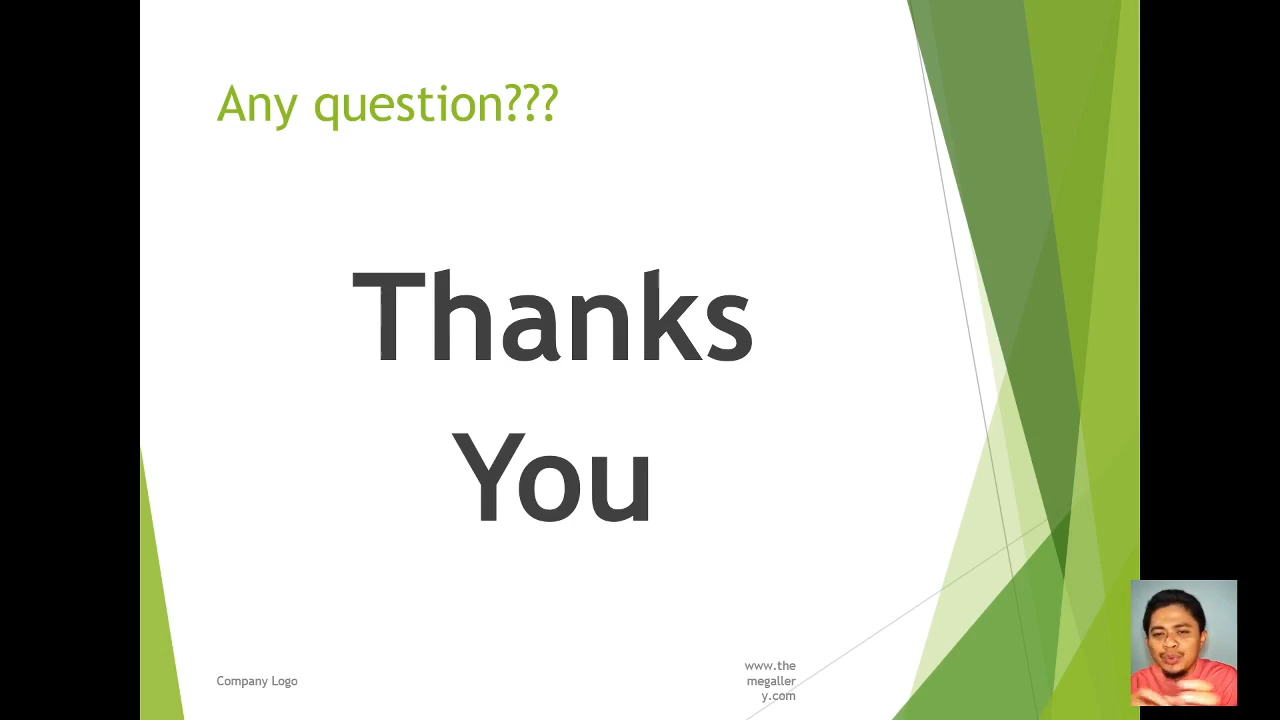 Any question???
Thanks
You
Company Logo
www.the
megaller
y.com